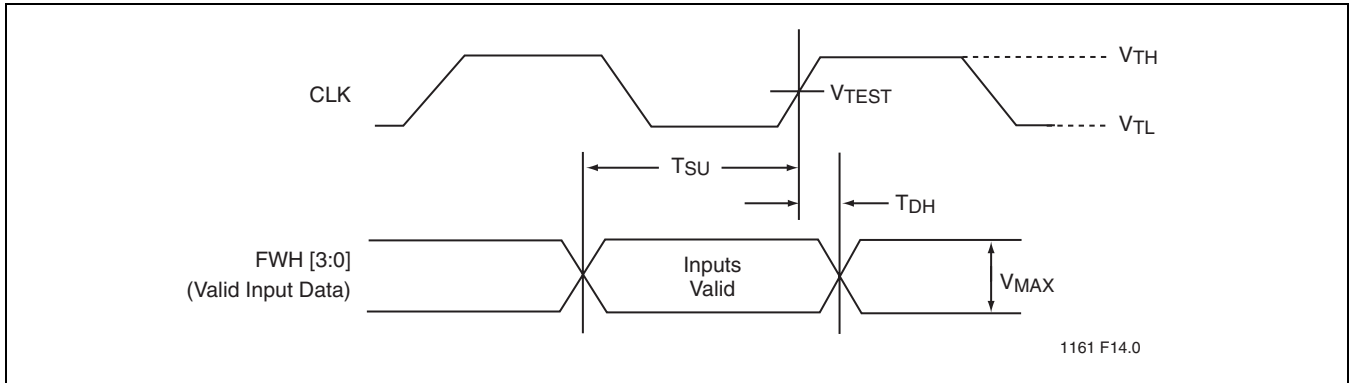 VTH
CLK
VTEST
VTL
TSU
TDH
FWH [3:0]
(Valid Input Data)
Inputs
Valid
VMAX
1161 F14.0